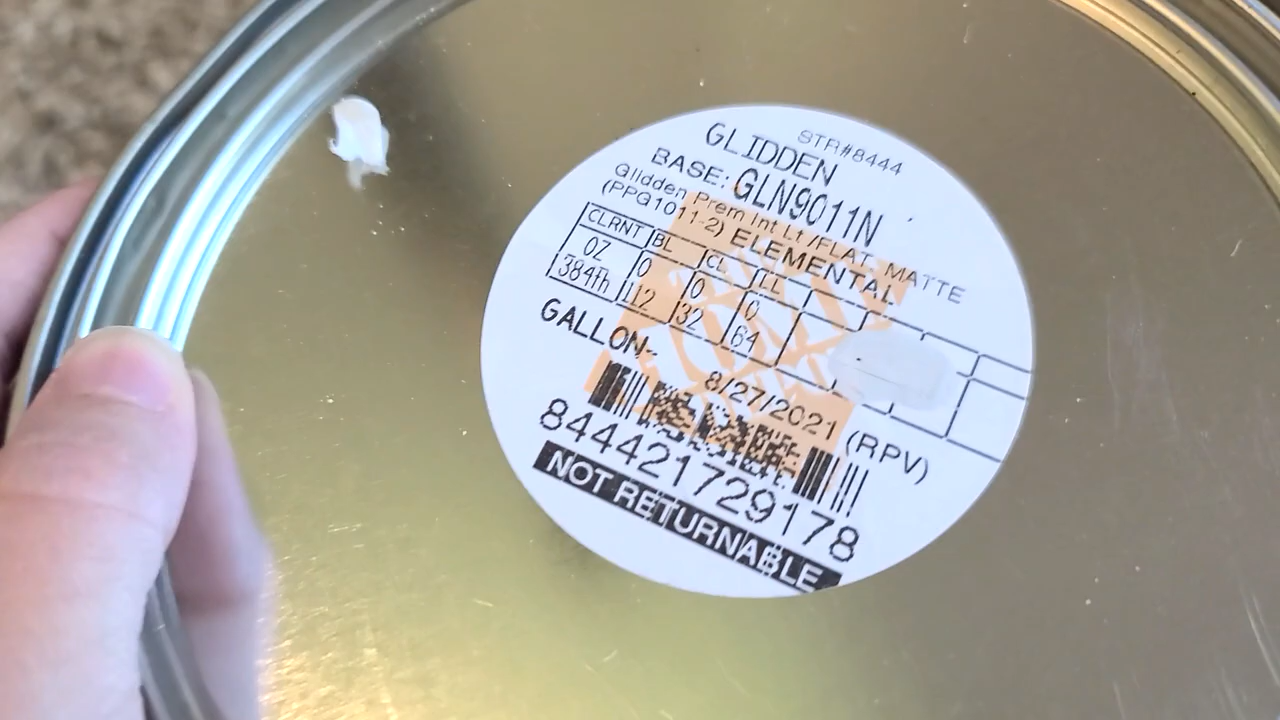 STR#8444
GLIDDEN
BASE: GLN9011N
Glidden Prem Int Lt /FLAT, MATTE
(PPG1011-2) ELEMENTAL
CLRNT BL CL LL
OZ 0 0 0
384th 112 32 64
GALLON-
8/27/2021 (RPV)
844421729178
NOT RETURNABLE